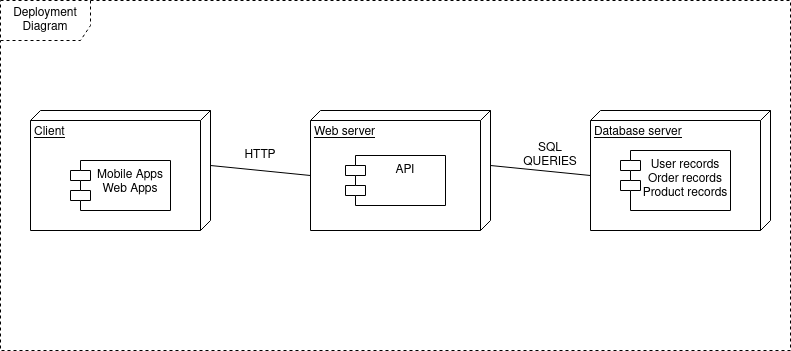 Deployment
Diagram
Client
Mobile Apps
Web Apps
HTTP
Web server
API
SQL
QUERIES
Database server
User records
Order records
Product records